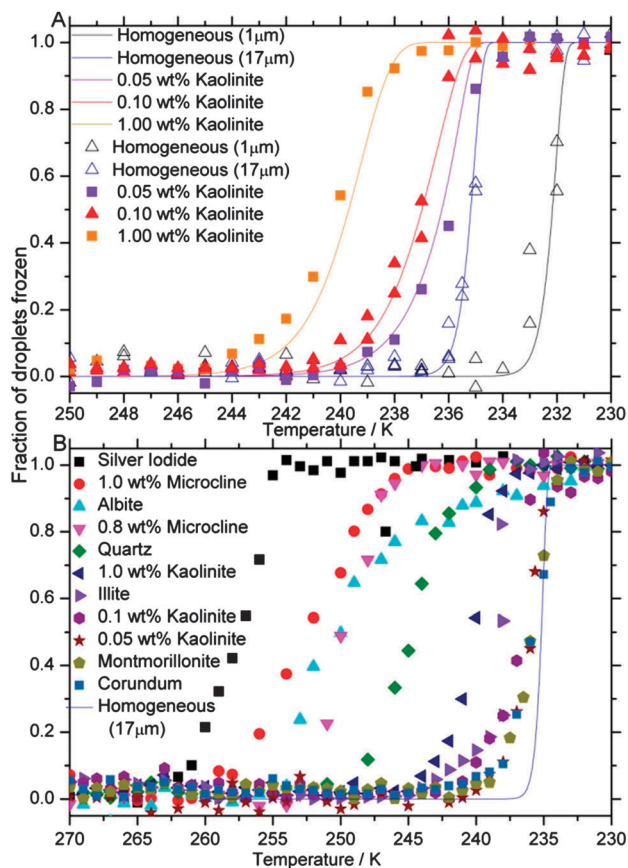 A
1.0
0.8
0.6
0.4
0.2
0.0
Homogeneous (1µm)
Homogeneous (17µm)
0.05 wt% Kaolinite
0.10 wt% Kaolinite
1.00 wt% Kaolinite
Homogeneous (1µm)
Homogeneous (17µm)
0.05 wt% Kaolinite
0.10 wt% Kaolinite
1.00 wt% Kaolinite
250 248 246 244 242 240 238 236 234 232 230
Temperature / K
Fraction of droplets frozen
B
1.0
0.8
0.6
0.4
0.2
0.0
Silver Iodide
1.0 wt% Microcline
Albite
0.8 wt% Microcline
Quartz
1.0 wt% Kaolinite
Illite
0.1 wt% Kaolinite
0.05 wt% Kaolinite
Montmorillonite
Corundum
Homogeneous
(17µm)
270 265 260 255 250 245 240 235 230
Temperature / K